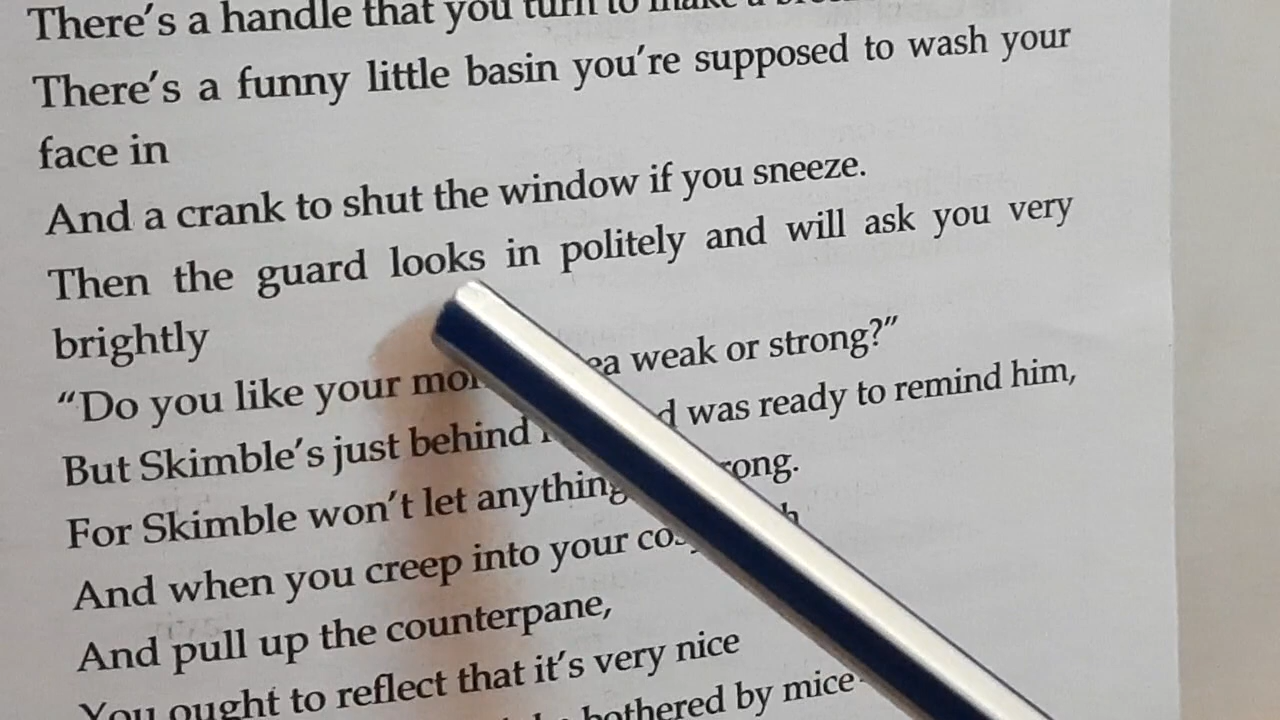 There's a handle that you turn to make a
There's a funny little basin you're supposed to wash your
face in
And a crank to shut the window if you sneeze.
Then the guard looks in politely and will ask you very
brightly
“Do you like your weak or strong?”
But Skimble's just behind was ready to remind him,
For Skimble won't let anything
And when you creep into your
And pull up the counterpane,
You ought to reflect that it's very nice
bothered by mice